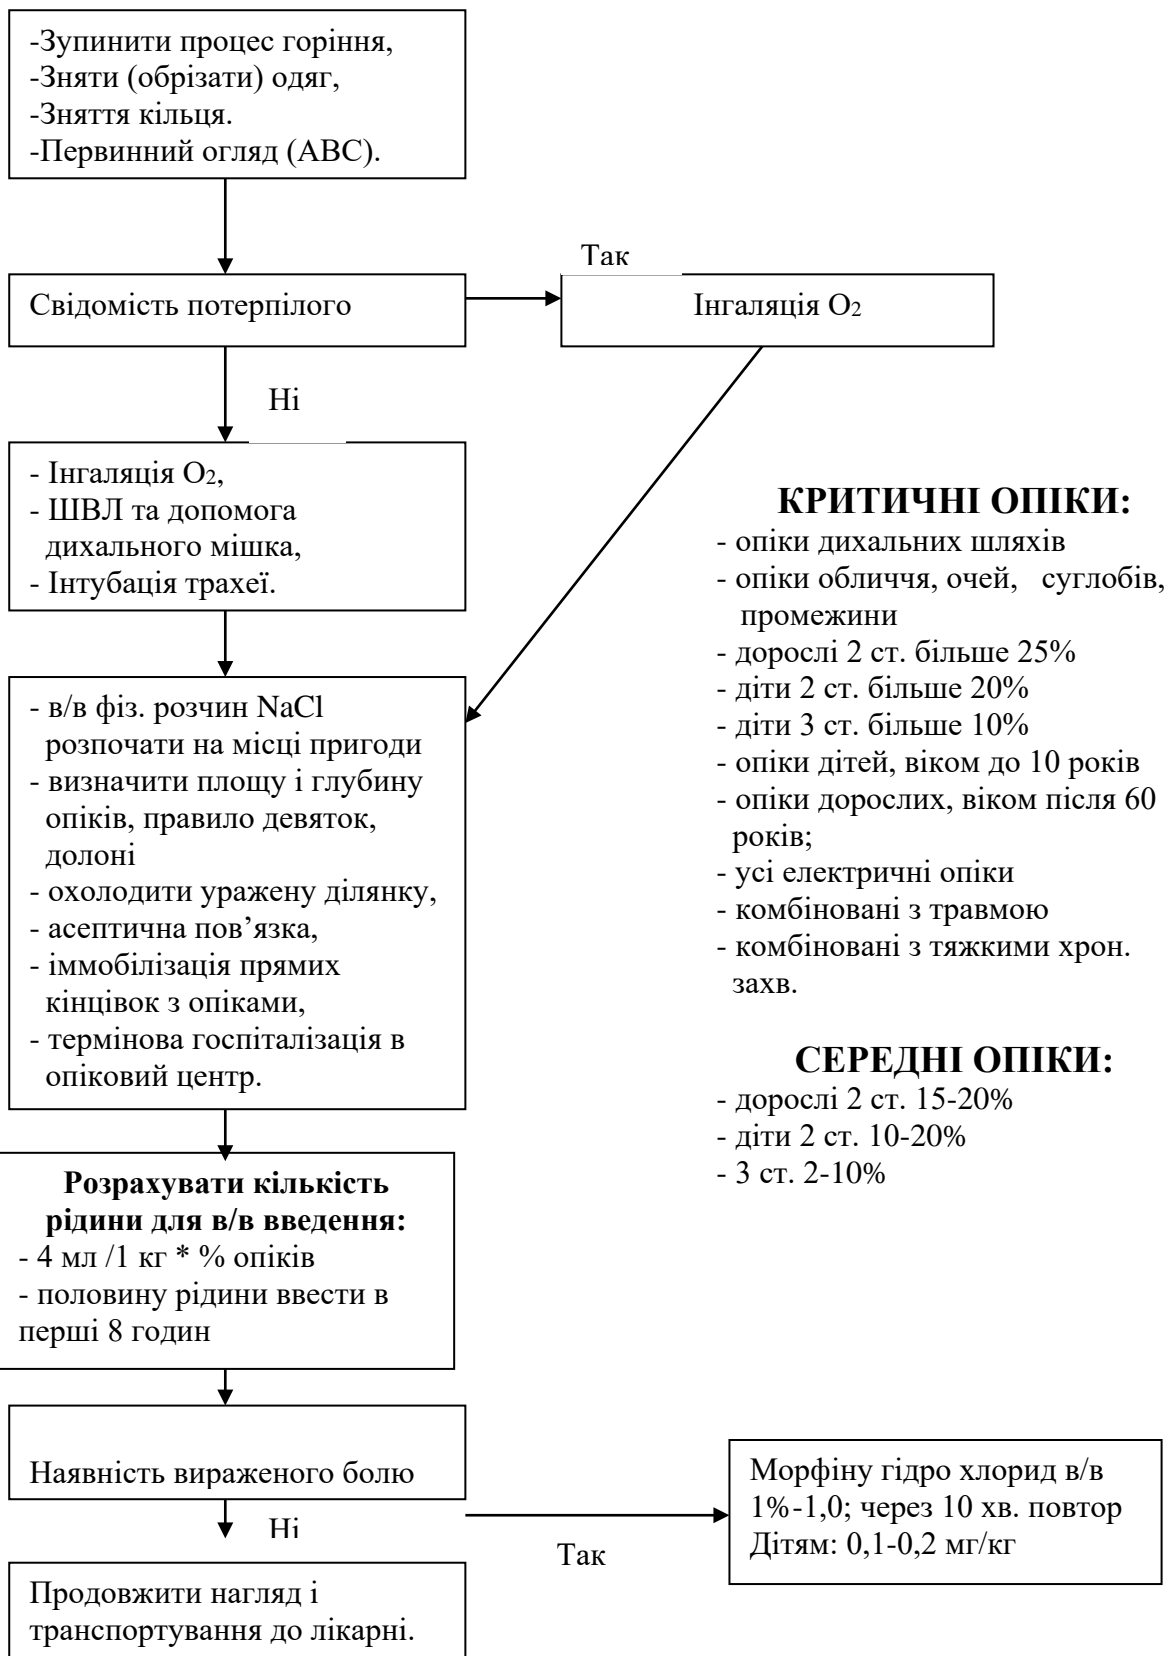 -Зупинити процес горіння,
-Зняти (обрізати) одяг,
-Зняття кільця.
-Первинний огляд (АВС).
Так
Свідомість потерпілого
Інгаляція О₂
Ні
- Інгаляція О₂,
- ШВЛ та допомога
дихального мішка,
- Інтубація трахеї.
- в/в фіз. розчин NaCl
розпочати на місці пригоди
- визначити площу і глибину
опіків, правило девяток,
долоні
- охолодити уражену ділянку,
- асептична пов’язка,
- іммобілізація прямих
кінцівок з опіками,
- термінова госпіталізація в
опіковий центр.
КРИТИЧНІ ОПІКИ:
- опіки дихальних шляхів
- опіки обличчя, очей, суглобів,
промежини
- дорослі 2 ст. більше 25%
- діти 2 ст. більше 20%
- діти 3 ст. більше 10%
- опіки дітей, віком до 10 років
- опіки дорослих, віком після 60
років;
- усі електричні опіки
- комбіновані з травмою
- комбіновані з тяжкими хрон.
захв.
СЕРЕДНІ ОПІКИ:
- дорослі 2 ст. 15-20%
- діти 2 ст. 10-20%
- 3 ст. 2-10%
Розрахувати кількість
рідини для в/в введення:
- 4 мл /1 кг * % опіків
- половину рідини ввести в
перші 8 годин
Наявність вираженого болю
Морфіну гідро хлорид в/в
1%-1,0; через 10 хв. повтор
Дітям: 0,1-0,2 мг/кг
Ні
Так
Продовжити нагляд і
транспортування до лікарні.